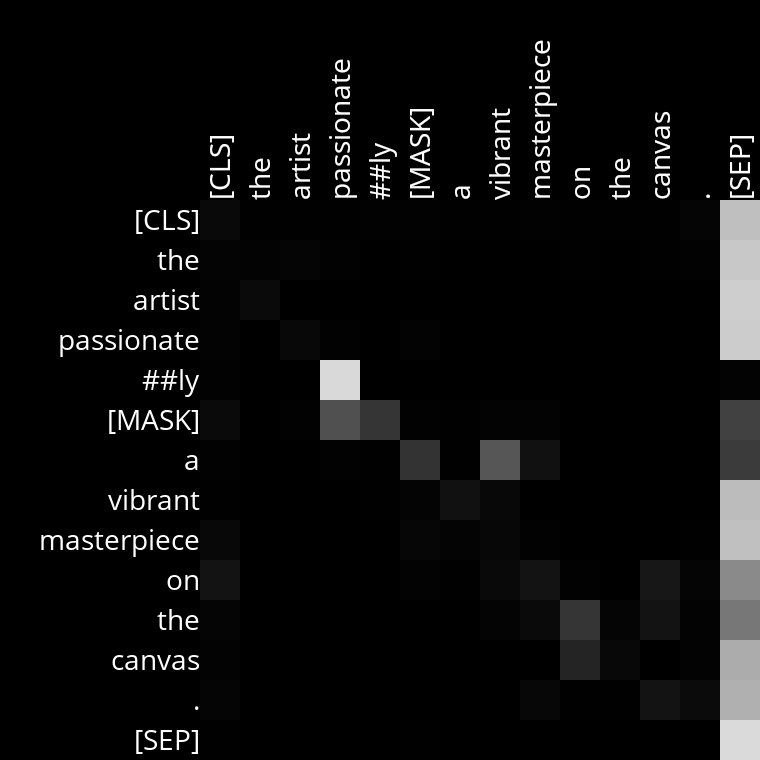 [CLS] the artist passionate ##ly [MASK] a vibrant masterpiece on the canvas . [SEP]
[CLS]
the
artist
passionate
##ly
[MASK]
a
vibrant
masterpiece
on
the
canvas
.
[SEP]